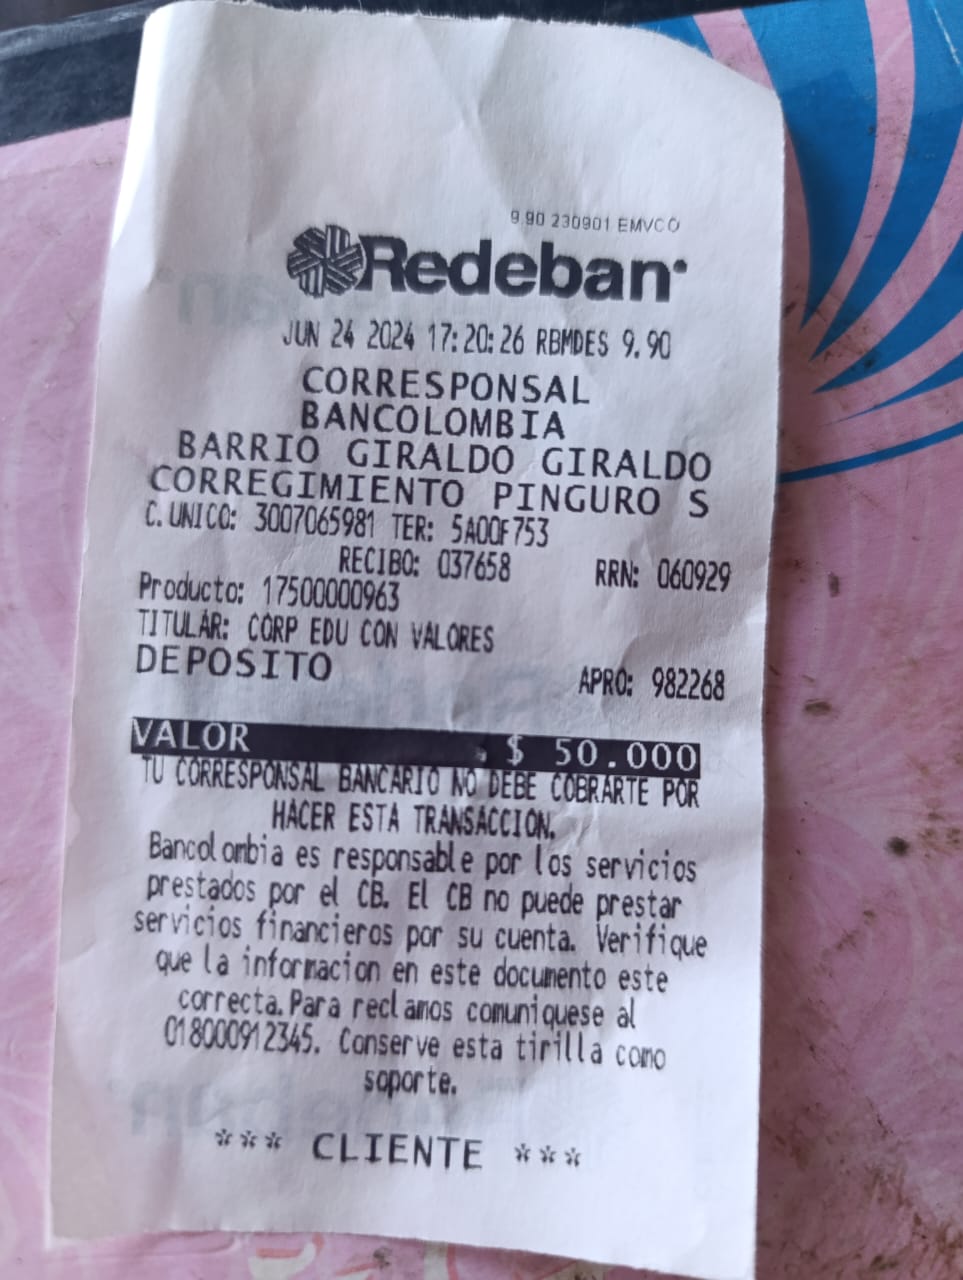 9.90 230901 EMVCO
Redeban
JUN 24 2024 17:20:26 RBMDES 9.90
CORRESPONSAL
BANCOLOMBIA
BARRIO GIRALDO GIRALDO
CORREGIMIENTO PINGURO S
C.UNICO: 3007065981 TER: 5A00F753
RECIBO: 037658 RRN: 060929
Producto: 17500000963
TITULAR: CORP EDU CON VALORES
DEPOSITO APRO: 982268
VALOR $ 50.000
TU CORRESPONSAL BANCARIO NO DEBE COBRARTE POR
HACER ESTA TRANSACCION.
Bancolombia es responsable por los servicios
prestados por el CB. El CB no puede prestar
servicios financieros por su cuenta. Verifique
que la informacion en este documento este
correcta.Para reclamos comuniquese al
018000912345. Conserve esta tirilla como
soporte.
*** CLIENTE ***